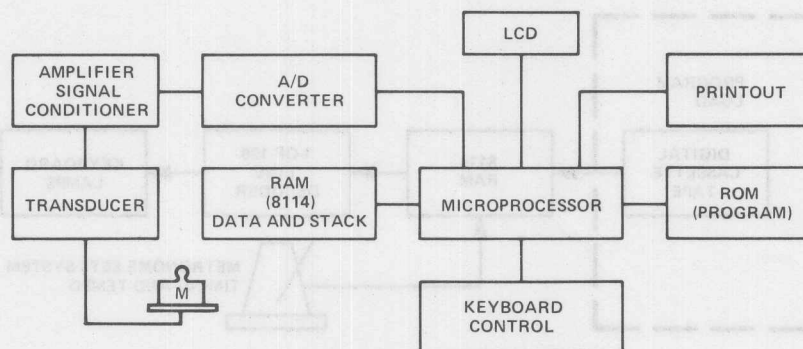 LCD
AMPLIFIER
SIGNAL
CONDITIONER
A/D
CONVERTER
PRINTOUT
TRANSDUCER
RAM
(8114)
DATA AND STACK
MICROPROCESSOR
ROM
(PROGRAM)
M
KEYBOARD
CONTROL